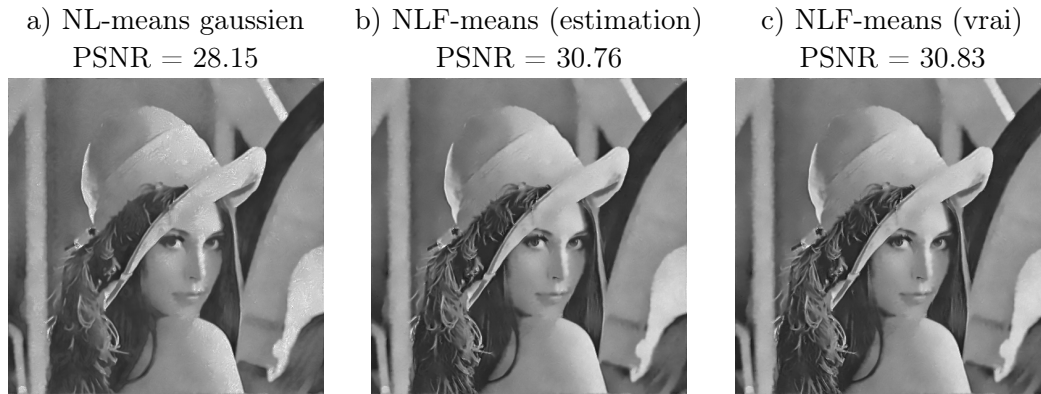 a) NL-means gaussien
PSNR = 28.15
b) NLF-means (estimation)
PSNR = 30.76
c) NLF-means (vrai)
PSNR = 30.83